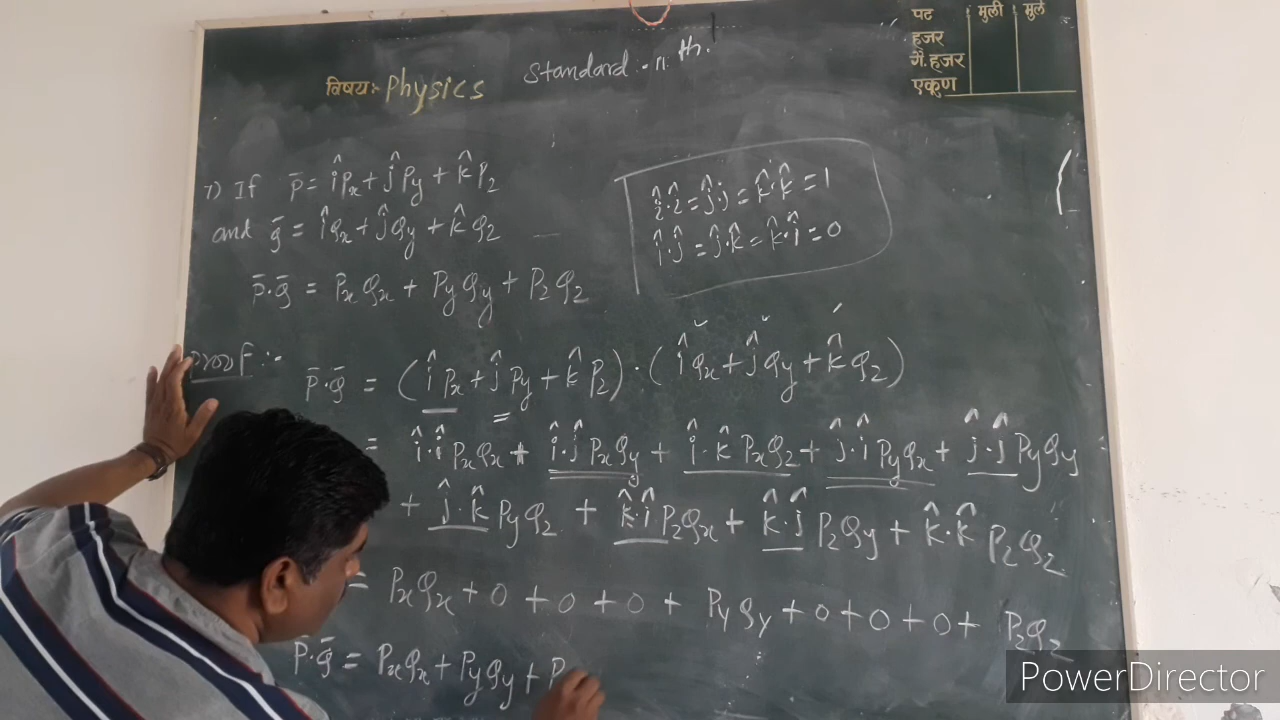 विषय:- Physics Standard - 11 th.
पट मुली मुले
हजर
गै. हजर
एकूण
7) If p̄ = îPx + ĵPy + k̂Pz
and q̄ = îQx + ĵQy + k̂Qz
p̄·q̄ = PxQx + PyQy + PzQz
î·î = ĵ·j = k̂·k̂ = 1
î·ĵ = ĵ·k̂ = k̂·î = 0
proof :-
p̄·q̄ = (îPx + ĵPy + k̂Pz)·(îQx + ĵQy + k̂Qz)
= î·î PxQx + î·ĵ PxQy + î·k̂ PxQz + ĵ·î PyQx + ĵ·ĵ PyQy
+ ĵ·k̂ PyQz + k̂·î PzQx + k̂·ĵ PzQy + k̂·k̂ PzQz
= PxQx + 0 + 0 + 0 + PyQy + 0 + 0 + 0 + PzQz
p̄·q̄ = PxQx + PyQy + P
PowerDirector